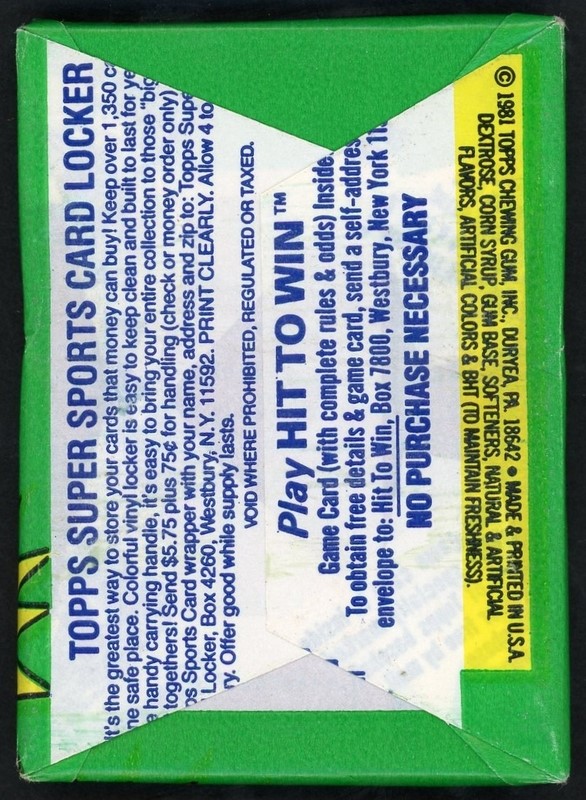 TOPPS SUPER SPORTS CARD LOCKER
It's the greatest way to store your cards that money can buy! Keep over 1,350 ca
ne safe place. Colorful vinyl locker is easy to keep clean and built to last for ye
e handy carrying handle, it's easy to bring your entire collection to those "big
togethers! Send $5.75 plus 75¢ for handling (check or money order only)
ps Sports Card wrapper with your name, address and zip to: Topps Supe
Locker, Box 4260, Westbury, N.Y. 11592. PRINT CLEARLY. Allow 4 to
ry. Offer good while supply lasts.
VOID WHERE PROHIBITED, REGULATED OR TAXED.
Play HIT TO WIN™
Game Card (with complete rules & odds) Inside.
To obtain free details & game card, send a self-addres
envelope to: Hit To Win, Box 7800, Westbury, New York 11
NO PURCHASE NECESSARY
© 1981 TOPPS CHEWING GUM, INC., DURYEA, PA. 18642 • MADE & PRINTED IN U.S.A.
DEXTROSE, CORN SYRUP, GUM BASE, SOFTENERS, NATURAL & ARTIFICIAL
FLAVORS, ARTIFICIAL COLORS & BHT (TO MAINTAIN FRESHNESS).